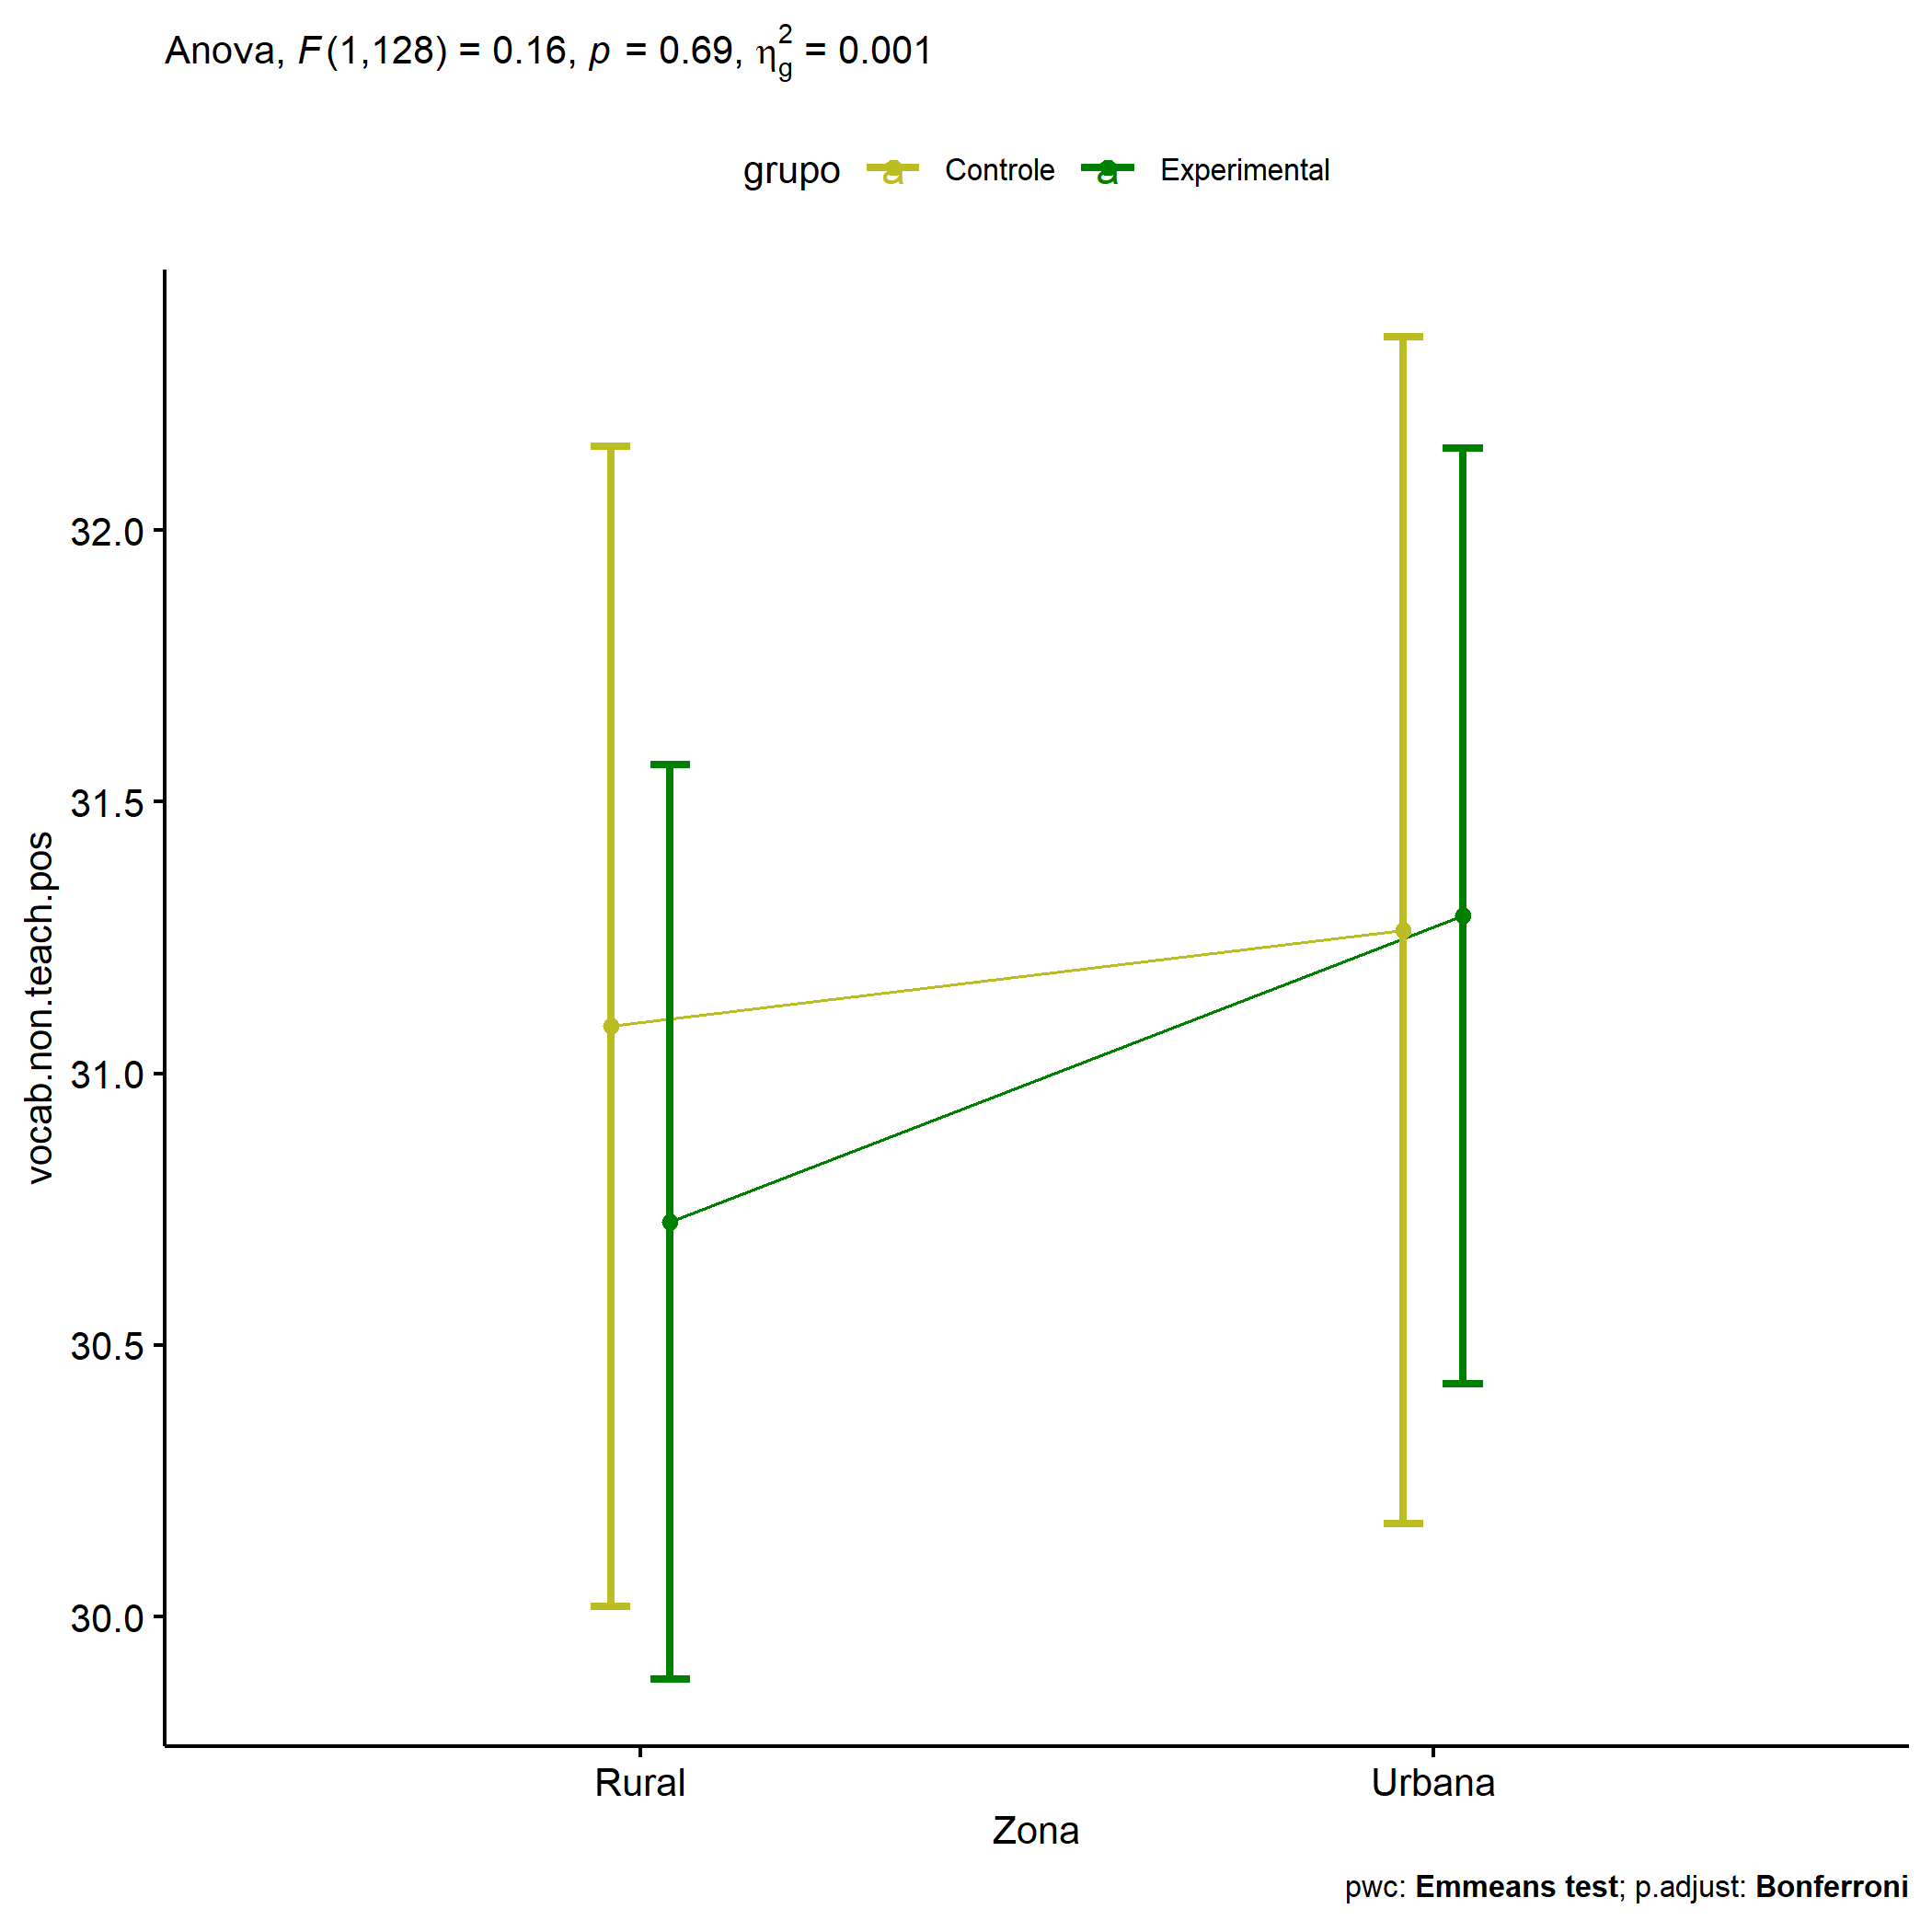 Anova, F(1,128) = 0.16, p = 0.69, η²g = 0.001
grupo a Controle a Experimental
vocab.non.teach.pos
32.0
31.5
31.0
30.5
30.0
Rural Urbana
Zona
pwc: Emmeans test; p.adjust: Bonferroni